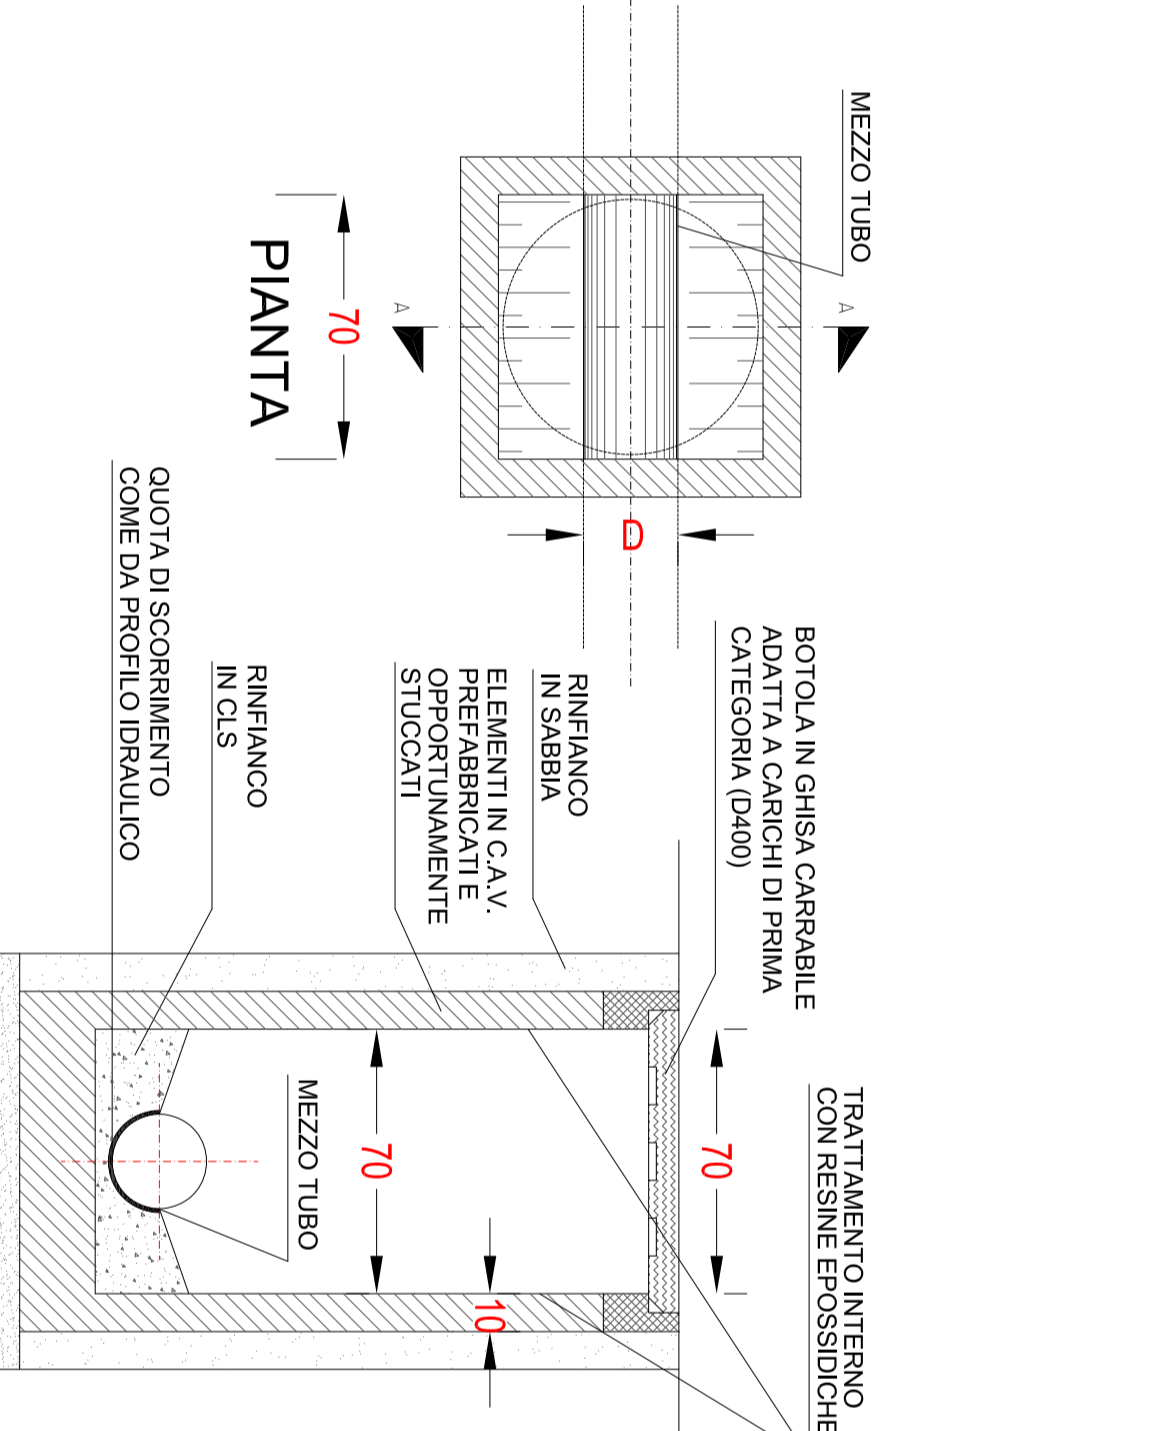 MEZZO TUBO
A
A
70
PIANTA
D
BOTOLA IN GHISA CARRABILE
ADATTA A CARICHI DI PRIMA
CATEGORIA (D400)
RINFIANCO
IN SABBIA
ELEMENTI IN C.A.V.
PREFABBRICATI E
OPPORTUNAMENTE
STUCCATI
RINFIANCO
IN CLS
QUOTA DI SCORRIMENTO
COME DA PROFILO IDRAULICO
TRATTAMENTO INTERNO
CON RESINE EPOSSIDICHE
70
70
10
MEZZO TUBO